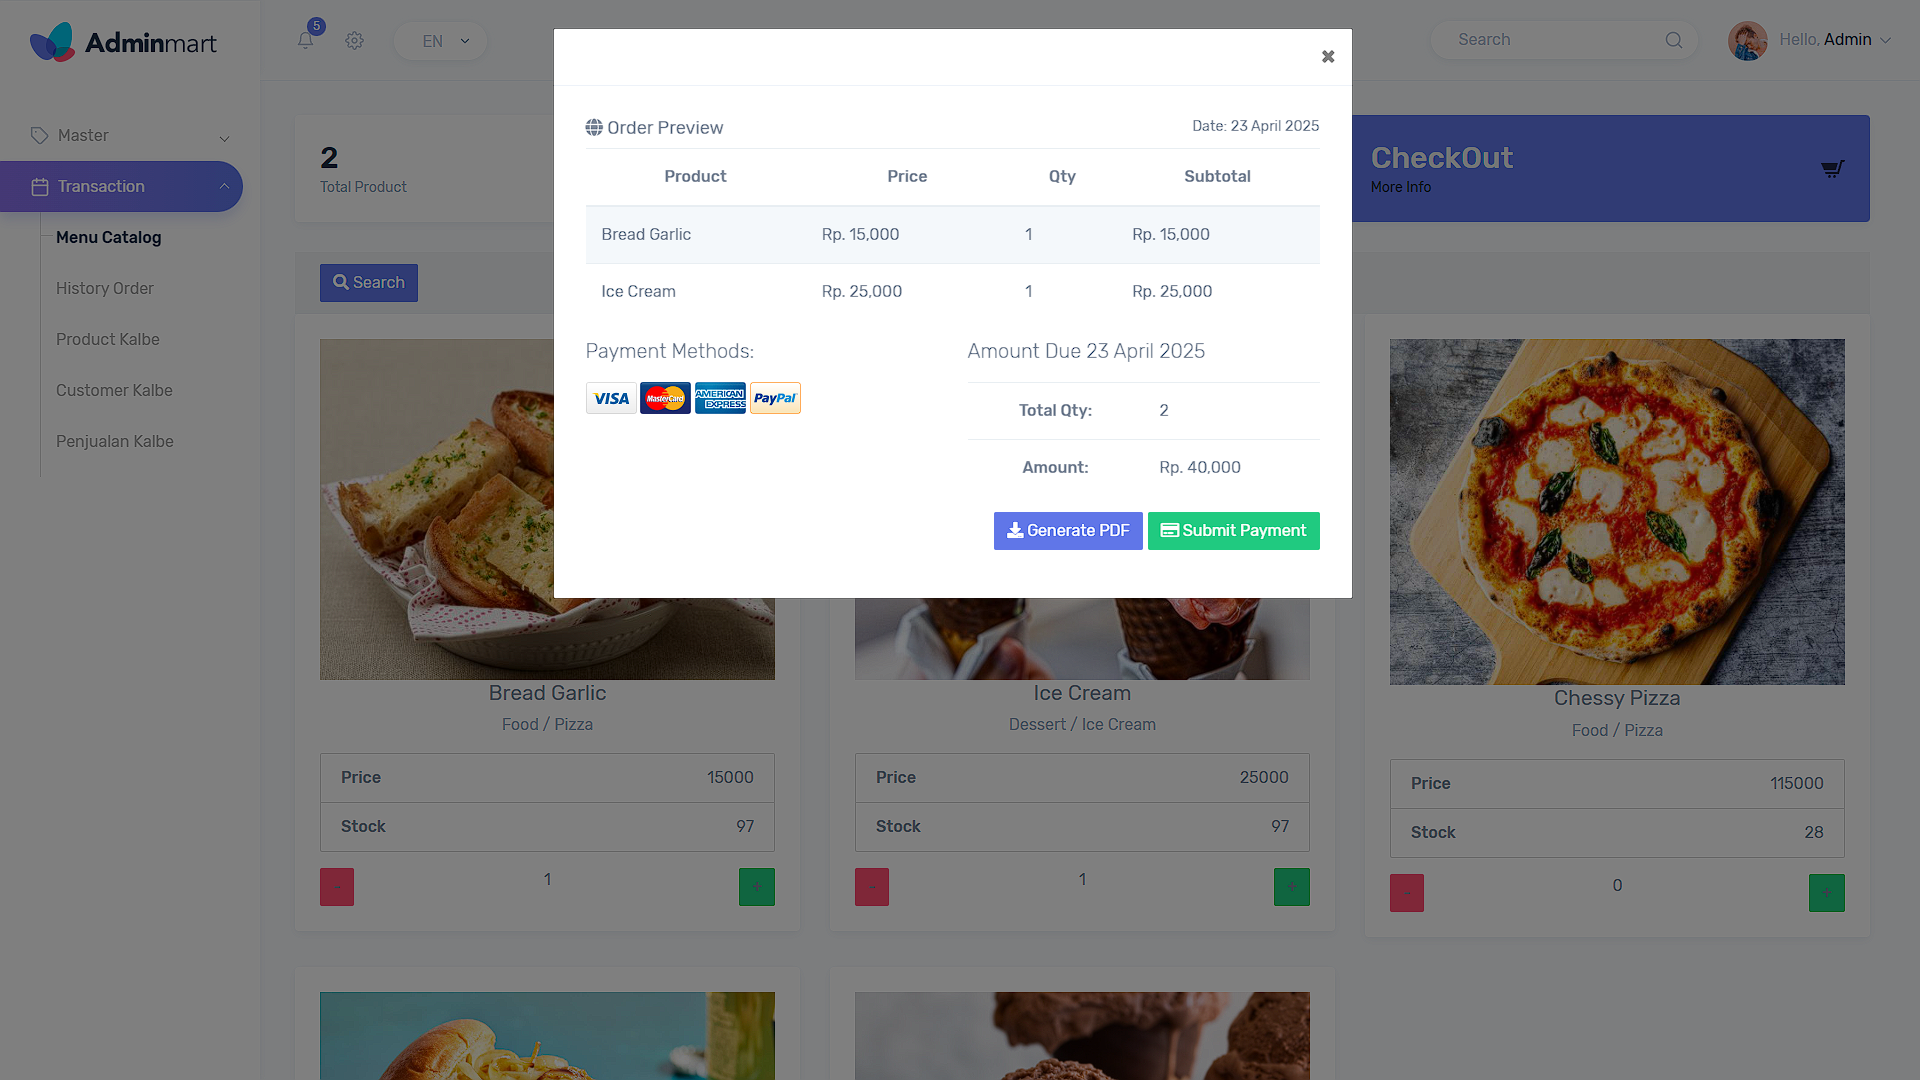 Adminmart
5
EN
Search
Hello, Admin
Master
Transaction
Menu Catalog
History Order
Product Kalbe
Customer Kalbe
Penjualan Kalbe
2
Total Product
CheckOut
More Info
Search
Order Preview
Date: 23 April 2025
Product Price Qty Subtotal
Bread Garlic Rp. 15,000 1 Rp. 15,000
Ice Cream Rp. 25,000 1 Rp. 25,000
Payment Methods:
VISA MasterCard AMERICAN EXPRESS PayPal
Amount Due 23 April 2025
Total Qty: 2
Amount: Rp. 40,000
Generate PDF
Submit Payment
Bread Garlic
Food / Pizza
Price 15000
Stock 97
- 1 +
Ice Cream
Dessert / Ice Cream
Price 25000
Stock 97
- 1 +
Chessy Pizza
Food / Pizza
Price 115000
Stock 28
- 0 +